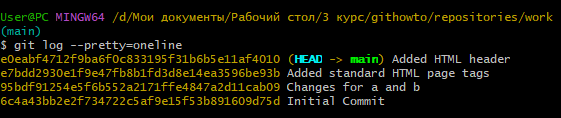 User@PC MINGW64 /d/Мои документы/Рабочий стол/3 курс/githowto/repositories/work
(main)
$ git log --pretty=oneline
e0eabf4712f9ba6f0c833195f31b6b5e11af4010 (HEAD -> main) Added HTML header
e7bdd2930e1f9e47fb8b1fd3d8e14ea3596be93b Added standard HTML page tags
95bdf91254e5f6b552a2171ffe4847a2d11cab09 Changes for a and b
6c4a43bb2e2f734722c5af9e15f53b891609d75d Initial Commit